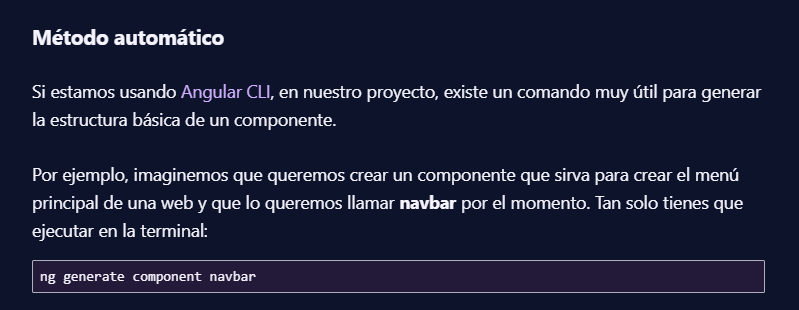 Método automático
Si estamos usando Angular CLI, en nuestro proyecto, existe un comando muy útil para generar
la estructura básica de un componente.
Por ejemplo, imaginemos que queremos crear un componente que sirva para crear el menú
principal de una web y que lo queremos llamar navbar por el momento. Tan solo tienes que
ejecutar en la terminal:
ng generate component navbar